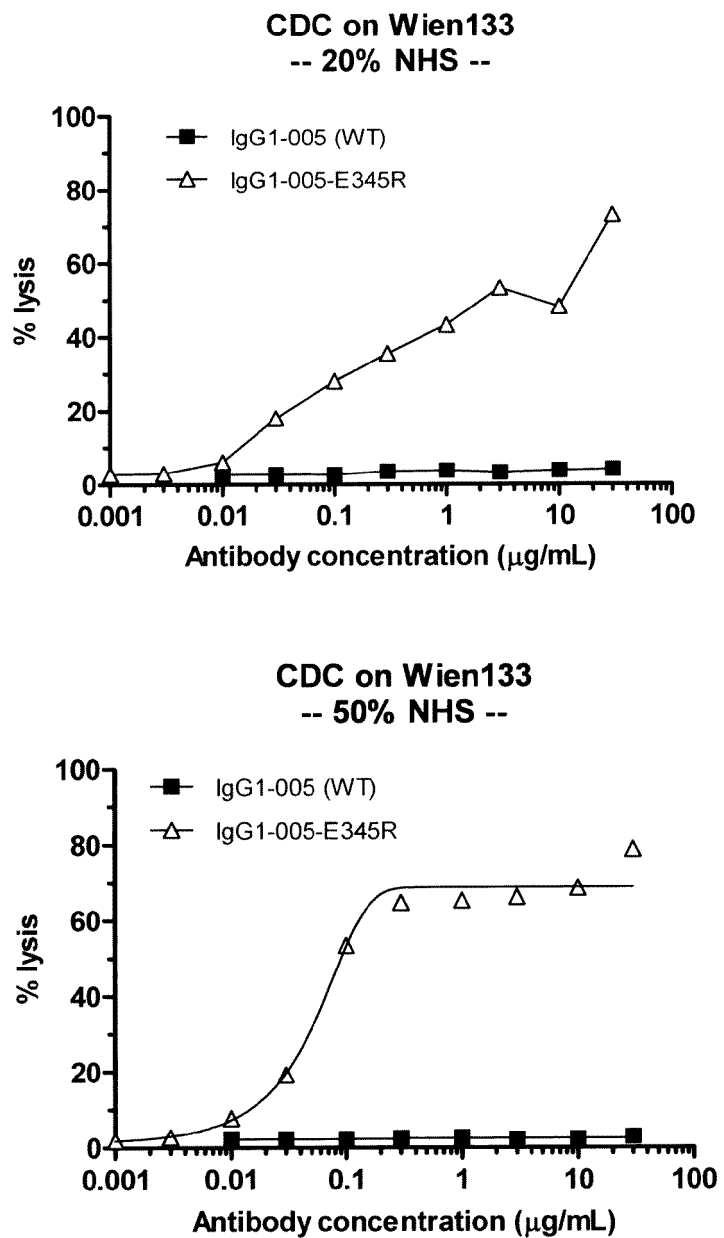 CDC on Wien133
-- 20% NHS --
IgG1-005 (WT)
IgG1-005-E345R
% lysis
100
80
60
40
20
0
0.001 0.01 0.1 1 10 100
Antibody concentration (μg/mL)
CDC on Wien133
-- 50% NHS --
IgG1-005 (WT)
IgG1-005-E345R
% lysis
100
80
60
40
20
0
0.001 0.01 0.1 1 10 100
Antibody concentration (μg/mL)